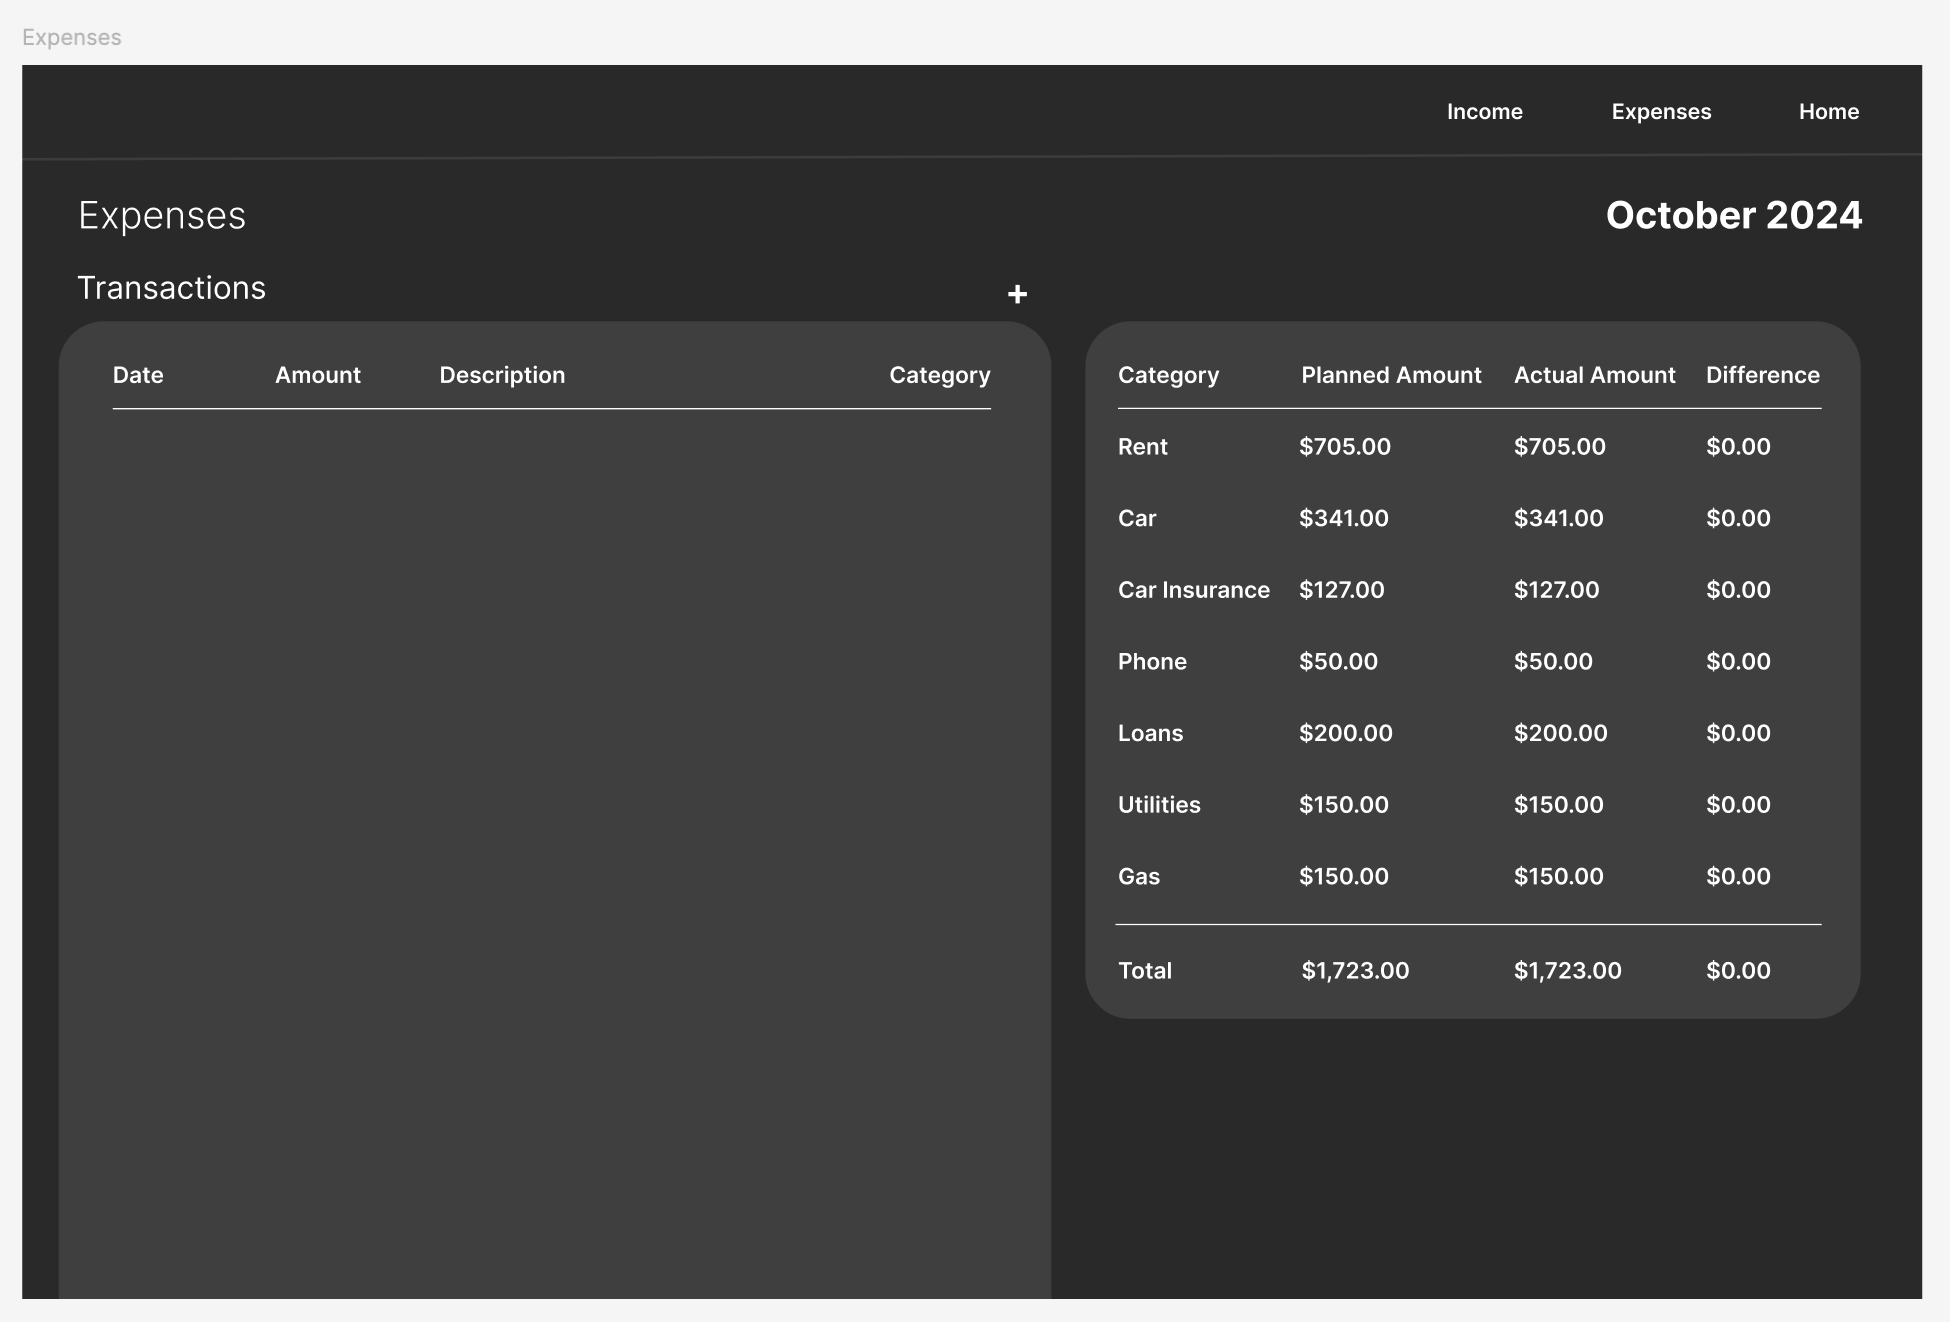 Expenses
Income Expenses Home
Expenses October 2024
Transactions +
Date Amount Description Category
Category Planned Amount Actual Amount Difference
Rent $705.00 $705.00 $0.00
Car $341.00 $341.00 $0.00
Car Insurance $127.00 $127.00 $0.00
Phone $50.00 $50.00 $0.00
Loans $200.00 $200.00 $0.00
Utilities $150.00 $150.00 $0.00
Gas $150.00 $150.00 $0.00
Total $1,723.00 $1,723.00 $0.00